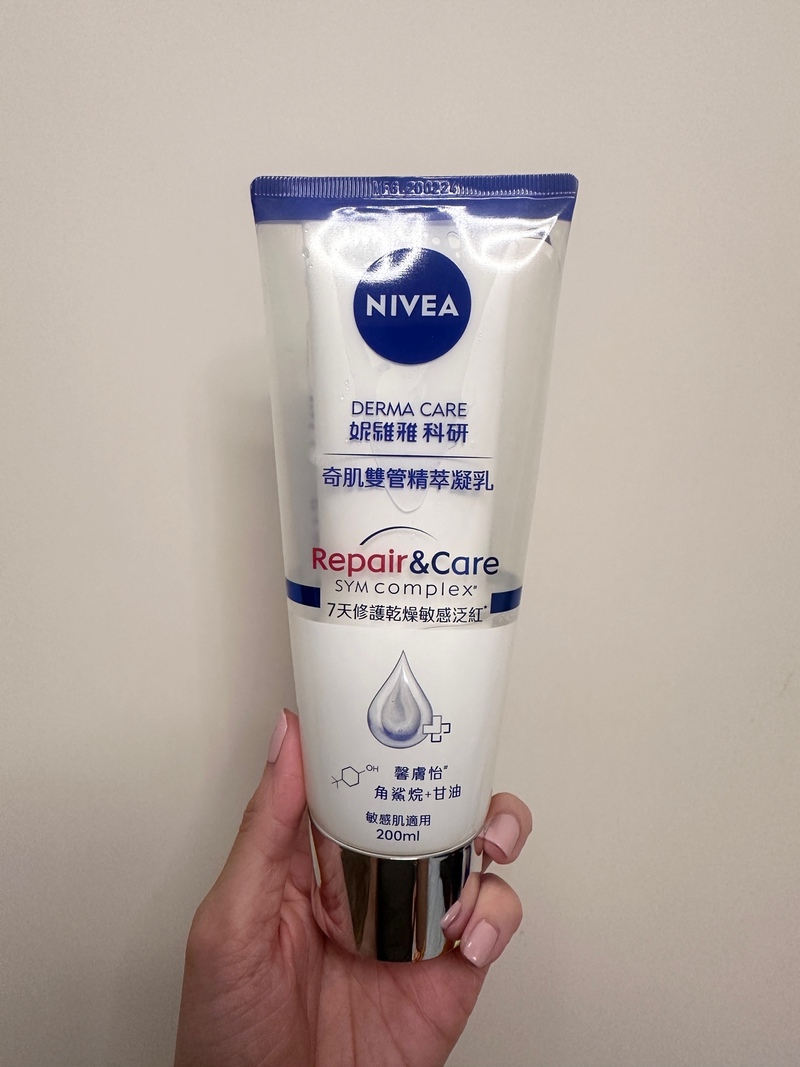 NIVEA
DERMA CARE
妮維雅 科研
奇肌雙管精萃凝乳
Repair&Care
SYM complex#
7天修護乾燥敏感泛紅*
OH 馨膚怡#
角鯊烷+甘油
敏感肌適用
200ml